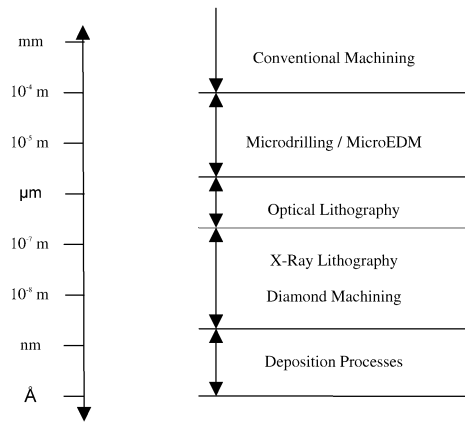 mm
10⁻⁴ m
10⁻⁵ m
µm
10⁻⁷ m
10⁻⁸ m
nm
Å
Conventional Machining
Microdrilling / MicroEDM
Optical Lithography
X-Ray Lithography
Diamond Machining
Deposition Processes